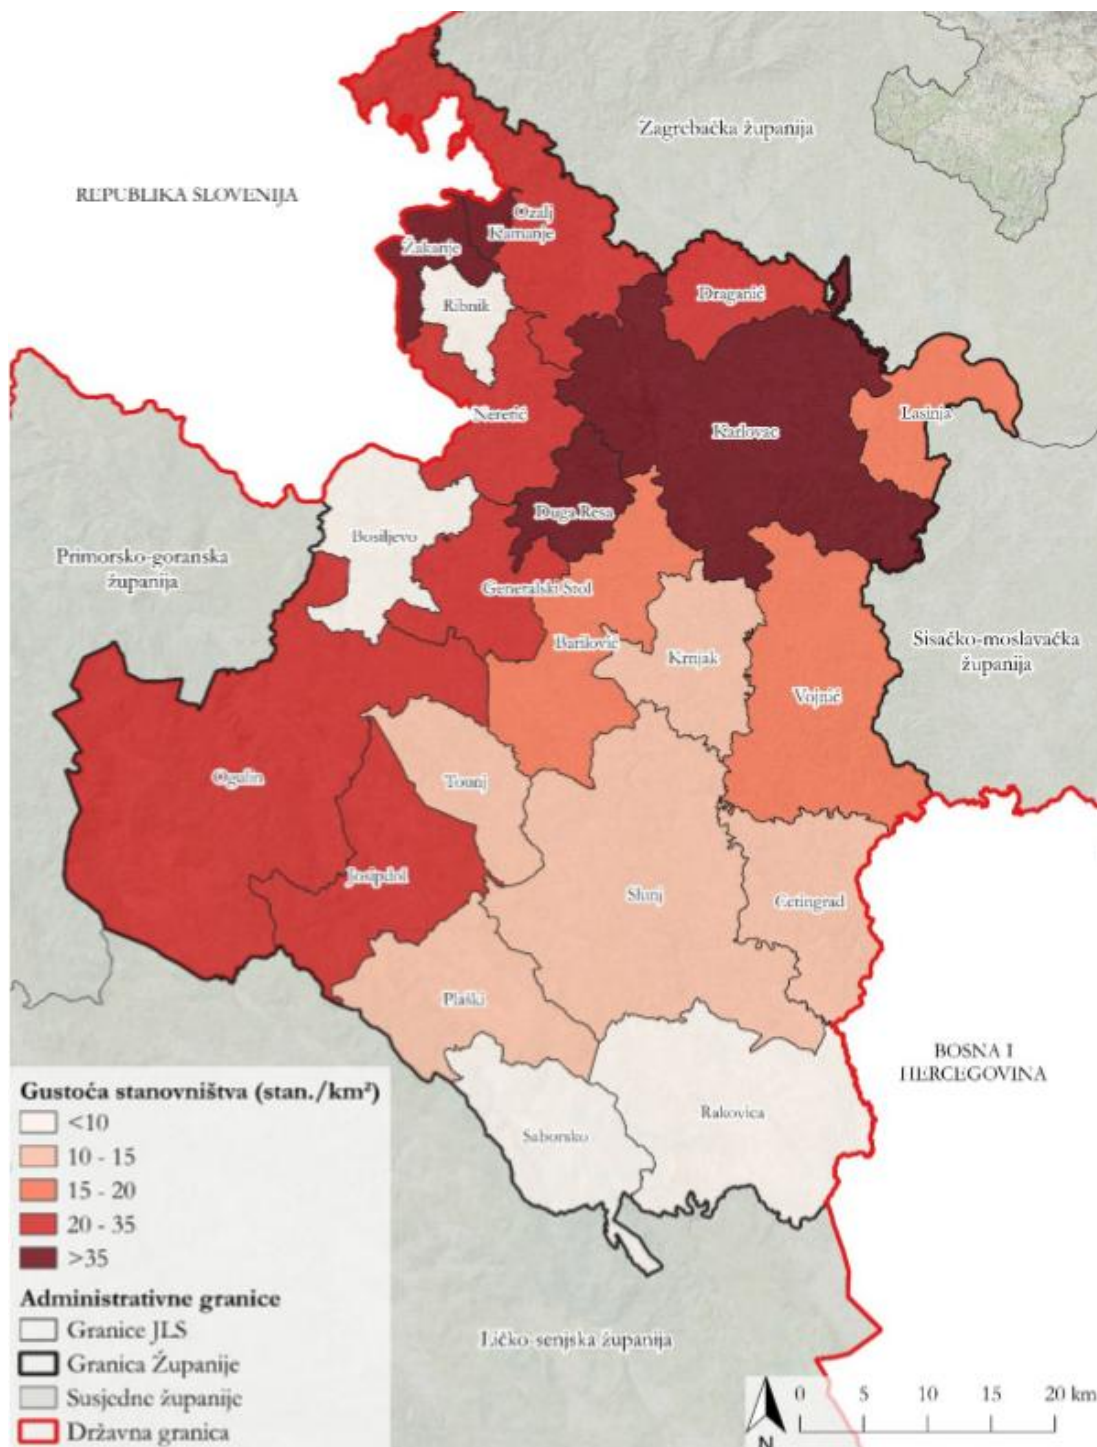 Zagrebačka županija
REPUBLIKA SLOVENIJA
Ozalj
Kamanje
Žakanje
Ribnik
Draganić
Netretić
Karlovac
Lasinja
Duga Resa
Bosiljevo
Primorsko-goranska
županija
Generalski Stol
Barilović
Krnjak
Sisačko-moslavačka
županija
Vojnić
Ogulin
Tounj
Josipdol
Slunj
Cetingrad
Plaški
BOSNA I
HERCEGOVINA
Rakovica
Saborsko
Ličko-senjska županija
Gustoća stanovništva (stan./km²)
<10
10 - 15
15 - 20
20 - 35
>35
Administrativne granice
Granice JLS
Granica Županije
Susjedne županije
Državna granica
N
0 5 10 15 20 km